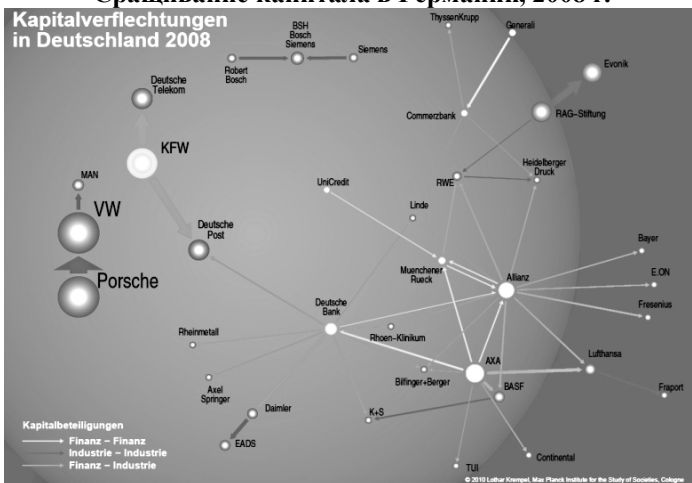 Сращивание капитала в Германии, 2008 г.
Kapitalverflechtungen
in Deutschland 2008
ThyssenKrupp
Generali
BSH
Bosch
Siemens
Robert
Bosch
Siemens
Evonik
Deutsche
Telekom
Commerzbank
RAG-Stiftung
KFW
MAN
Heidelberger
Druck
RWE
UniCredit
VW
Linde
Deutsche
Post
Bayer
Muenchener
Rueck
Allianz
E.ON
Porsche
Fresenius
Deutsche
Bank
Rheinmetall
Rhoen-Klinikum
AXA
Lufthansa
Axel
Springer
Bilfinger+Berger
BASF
Fraport
Daimler
K+S
EADS
Continental
TUI
Kapitalbeteiligungen
Finanz - Finanz
Industrie - Industrie
Finanz - Industrie
© 2010 Lothar Krempel, Max Planck Institute for the Study of Societies, Cologne